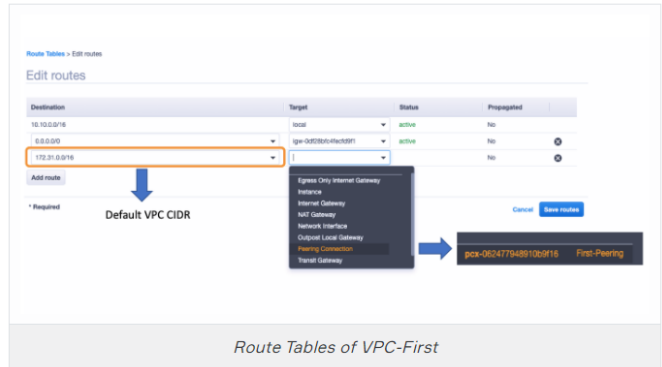 Route Tables > Edit routes
Edit routes
Destination Target Status Propagated
10.10.0.0/16 local active No
0.0.0.0/0 igw-0df28bfc4fecfd9f1 active No
172.31.0.0/16 No
Add route
Egress Only Internet Gateway
Instance
Internet Gateway
NAT Gateway
Network Interface
Outpost Local Gateway
Peering Connection
Transit Gateway
* Required
Default VPC CIDR
Cancel Save routes
pcx-062477948910b9f16 First-Peering
Route Tables of VPC-First